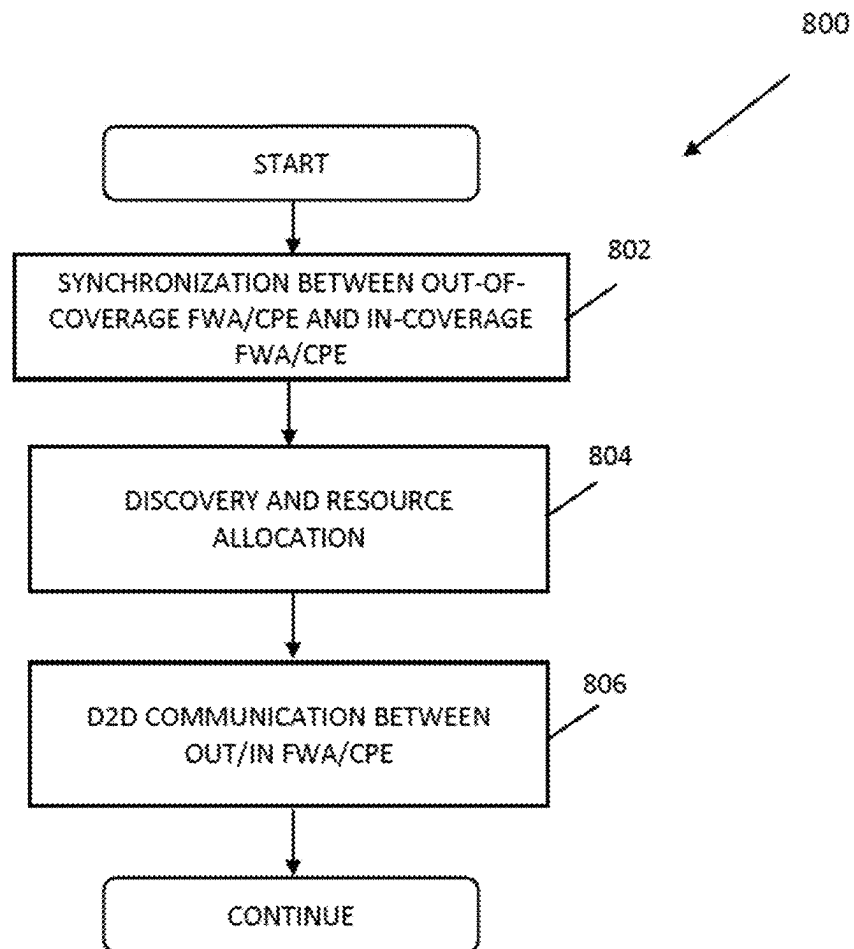 800
START
802
SYNCHRONIZATION BETWEEN OUT-OF-
COVERAGE FWA/CPE AND IN-COVERAGE
FWA/CPE
804
DISCOVERY AND RESOURCE
ALLOCATION
806
D2D COMMUNICATION BETWEEN
OUT/IN FWA/CPE
CONTINUE